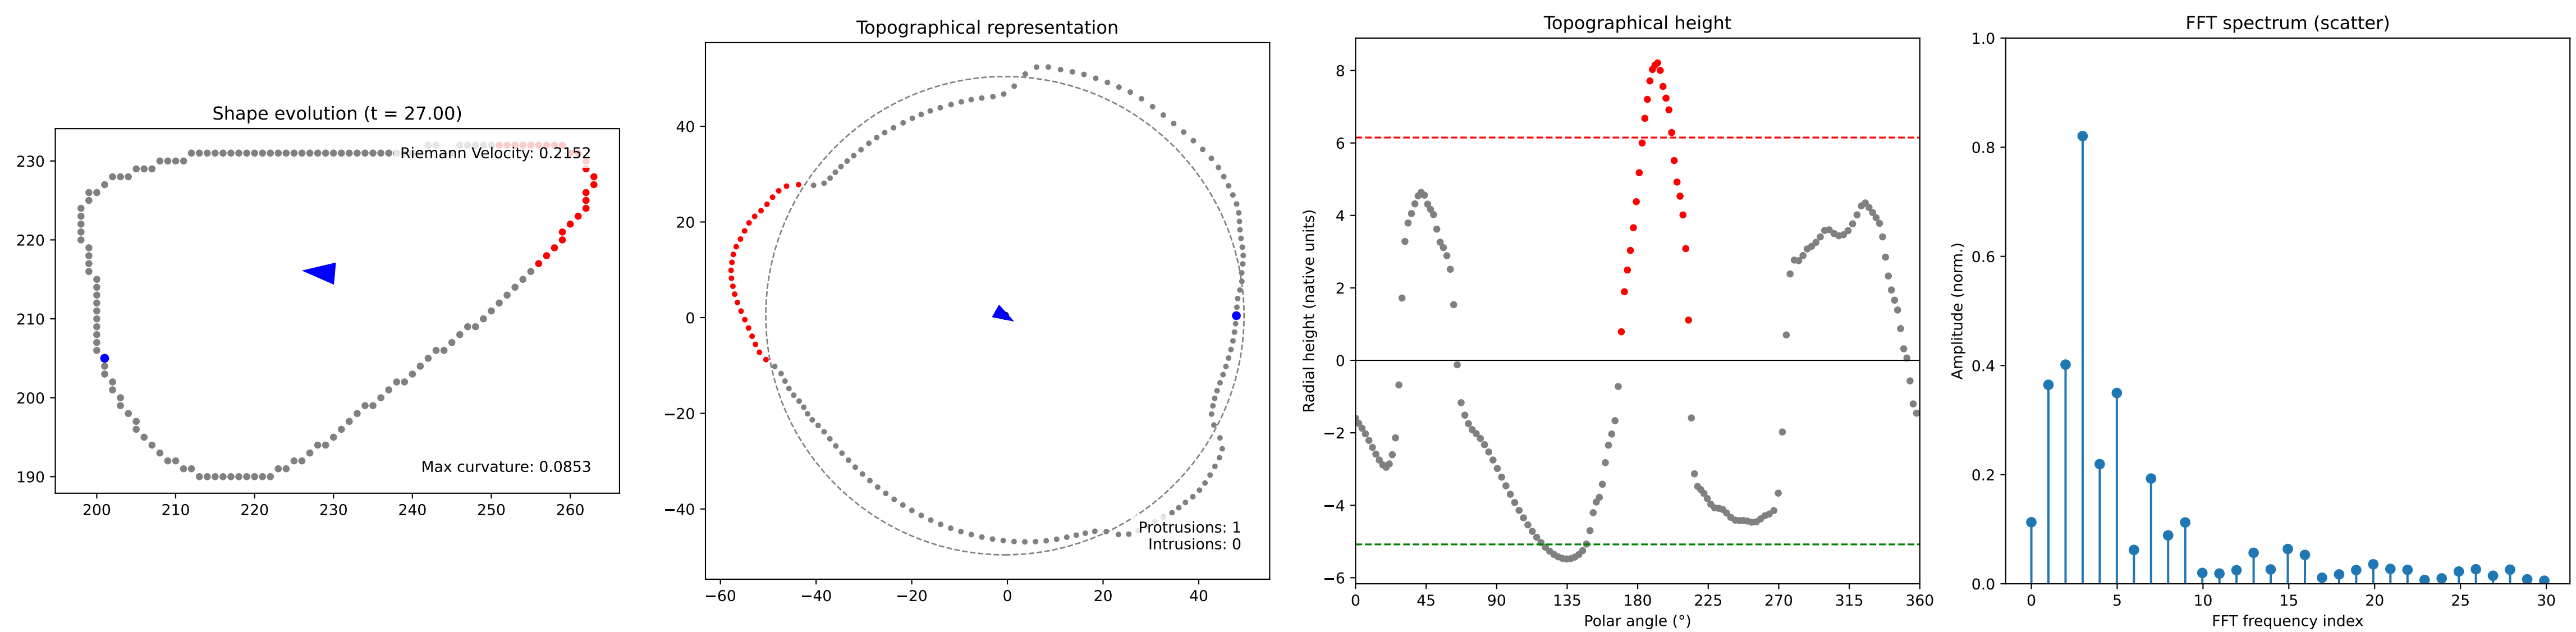 Shape evolution (t = 27.00)
Riemann Velocity: 0.2152
Max curvature: 0.0853
230
220
210
200
190
200 210 220 230 240 250 260
Topographical representation
40
20
0
−20
−40
−60 −40 −20 0 20 40
Protrusions: 1
Intrusions: 0
Topographical height
Radial height (native units)
8
6
4
2
0
−2
−4
−6
0 45 90 135 180 225 270 315 360
Polar angle (°)
FFT spectrum (scatter)
Amplitude (norm.)
1.0
0.8
0.6
0.4
0.2
0.0
0 5 10 15 20 25 30
FFT frequency index